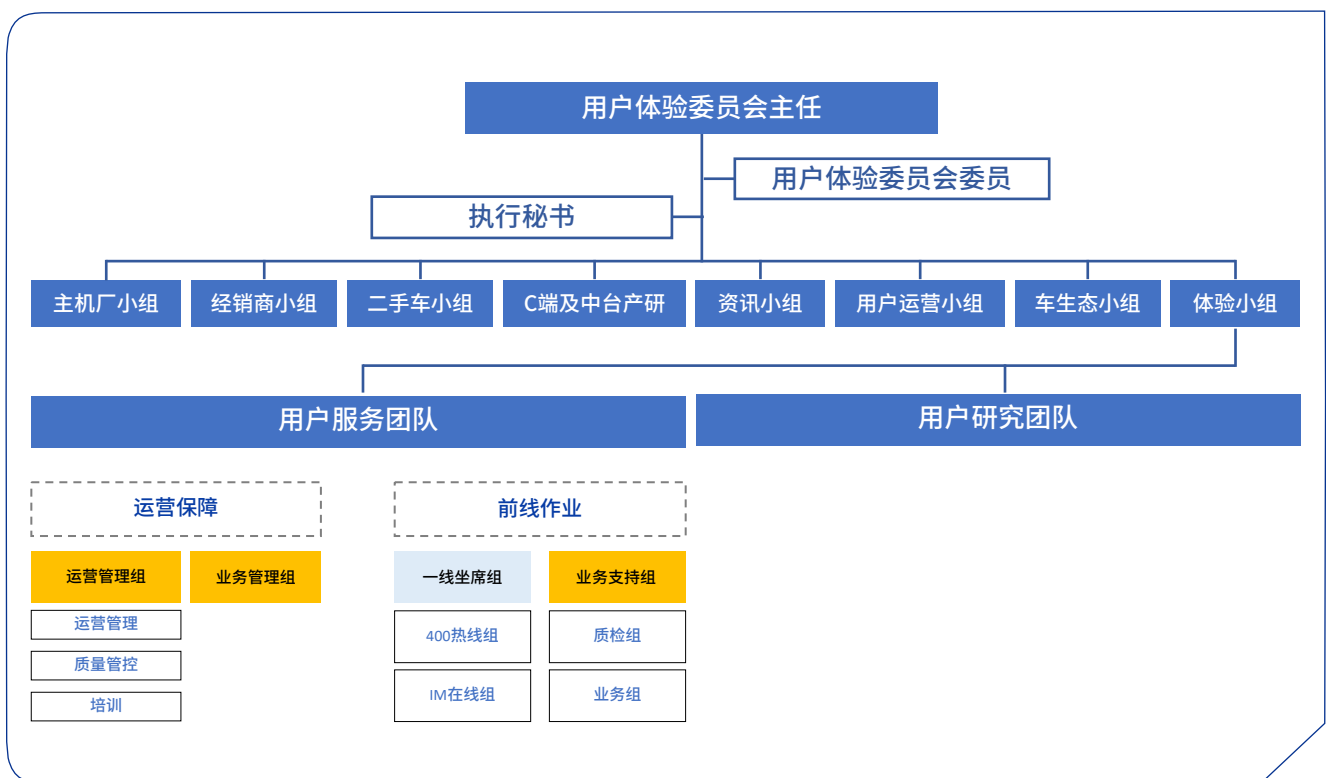 用户体验委员会主任
用户体验委员会委员
执行秘书
主机厂小组
经销商小组
二手车小组
C端及中台产研
资讯小组
用户运营小组
车生态小组
体验小组
用户服务团队
用户研究团队
运营保障
前线作业
运营管理组
业务管理组
一线坐席组
业务支持组
运营管理
质量管控
培训
400热线组
质检组
IM在线组
业务组